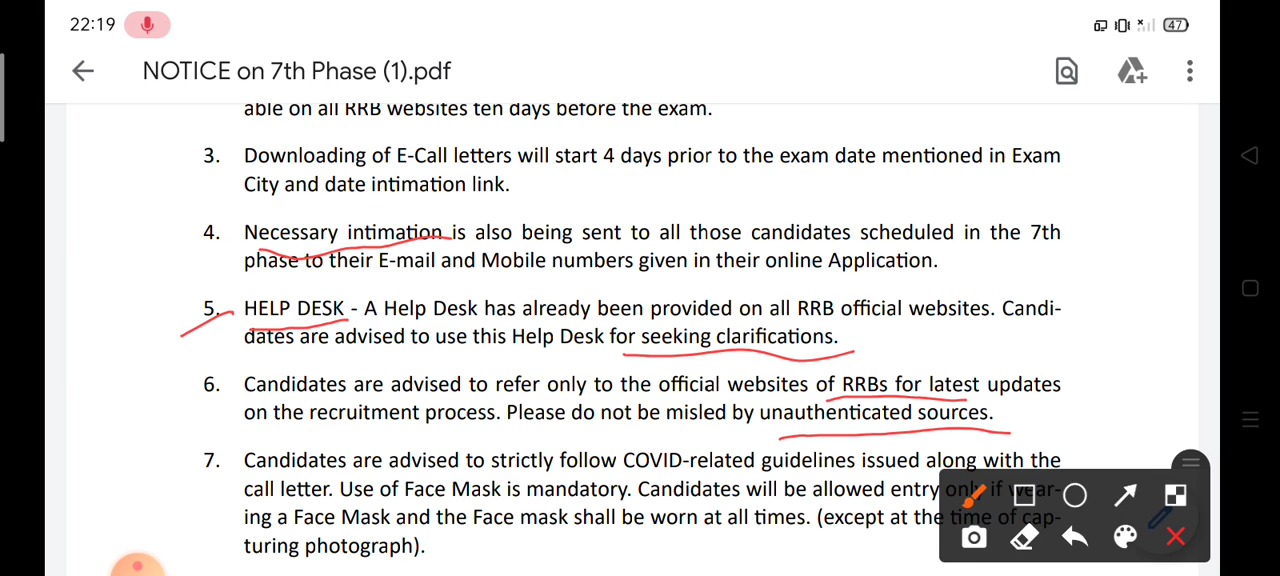 22:19
47
NOTICE on 7th Phase (1).pdf
able on all RRB websites ten days before the exam.
3. Downloading of E-Call letters will start 4 days prior to the exam date mentioned in Exam
City and date intimation link.
4. Necessary intimation is also being sent to all those candidates scheduled in the 7th
phase to their E-mail and Mobile numbers given in their online Application.
5. HELP DESK - A Help Desk has already been provided on all RRB official websites. Candi-
dates are advised to use this Help Desk for seeking clarifications.
6. Candidates are advised to refer only to the official websites of RRBs for latest updates
on the recruitment process. Please do not be misled by unauthenticated sources.
7. Candidates are advised to strictly follow COVID-related guidelines issued along with the
call letter. Use of Face Mask is mandatory. Candidates will be allowed entry only if wear-
ing a Face Mask and the Face mask shall be worn at all times. (except at the time of cap-
turing photograph).